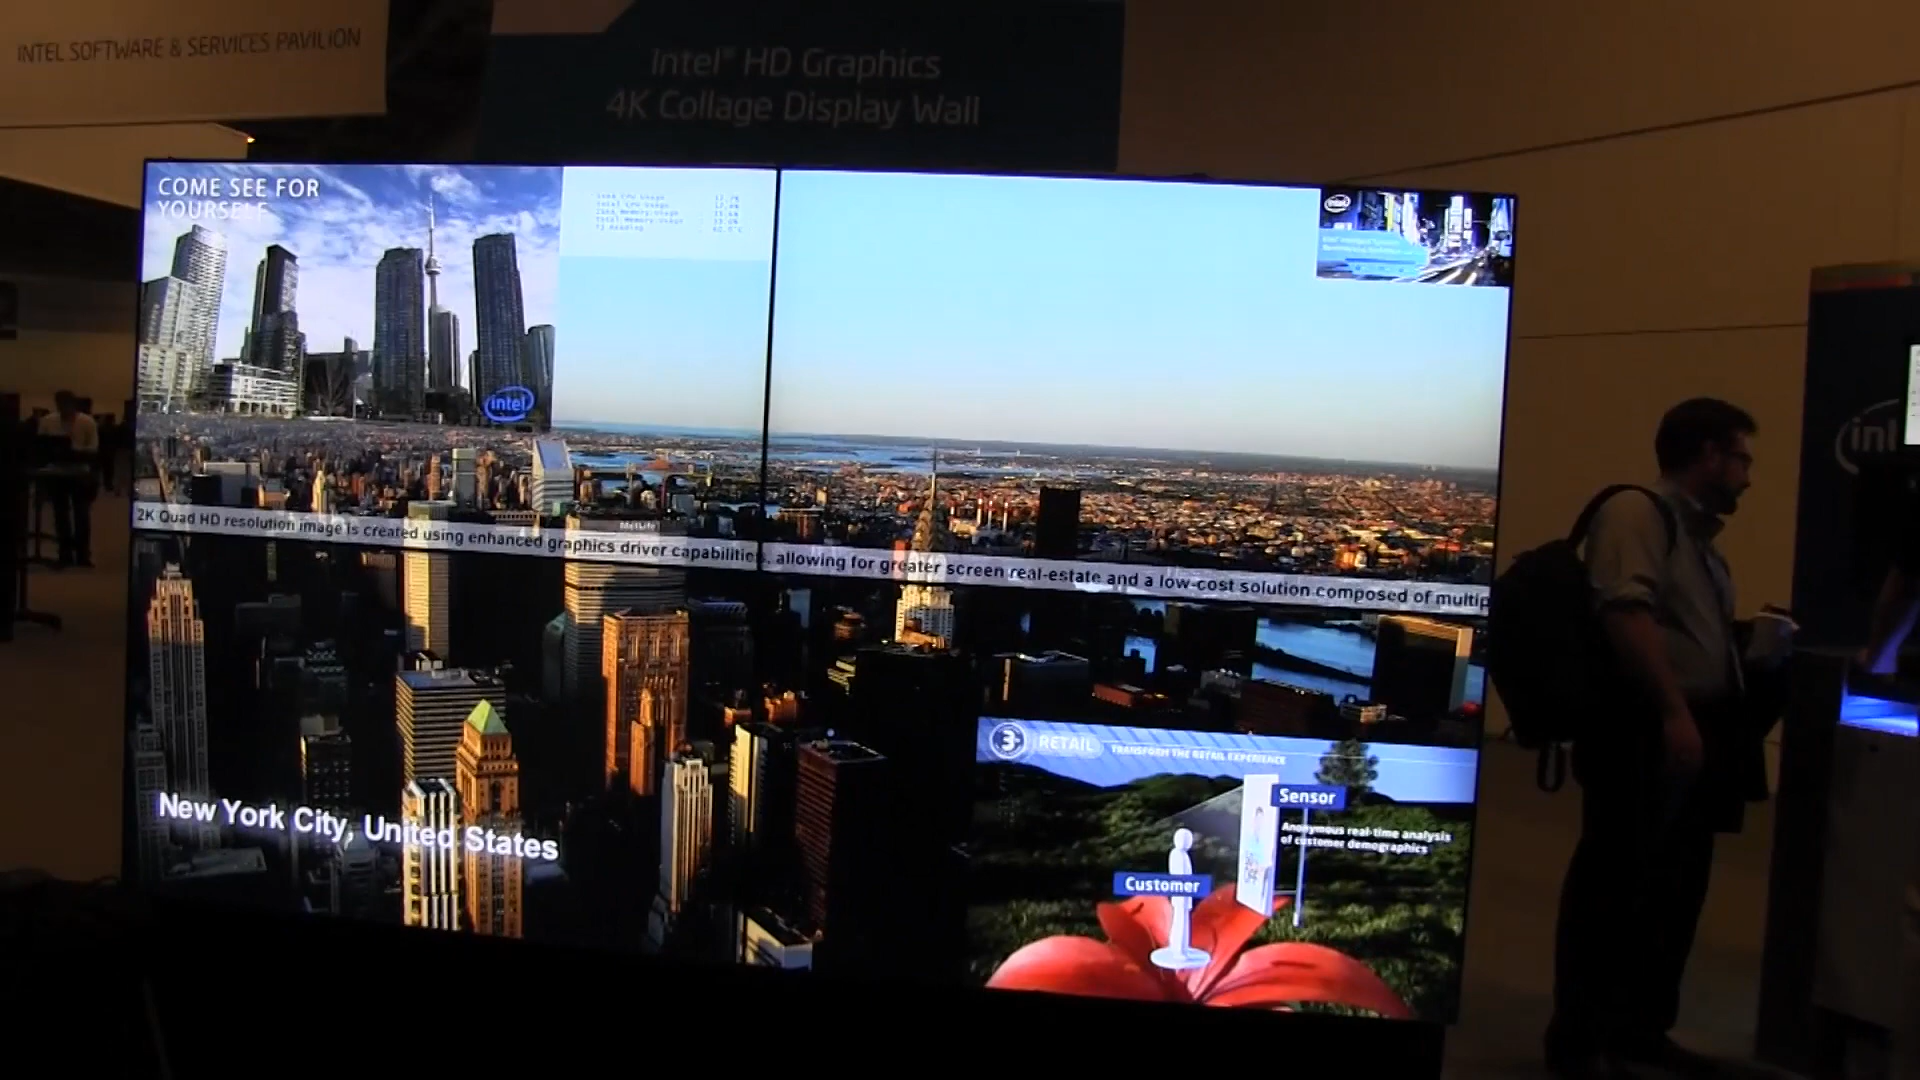 INTEL SOFTWARE & SERVICES PAVILION
Intel® HD Graphics
4K Collage Display Wall
COME SEE FOR
YOURSELF
intel
intel
MetLife
2K Quad HD resolution image is created using enhanced graphics driver capabilities, allowing for greater screen real-estate and a low-cost solution composed of multip
New York City, United States
3
RETAIL
TRANSFORM THE RETAIL EXPERIENCE
Sensor
Anonymous real-time analysis
of customer demographics
Customer